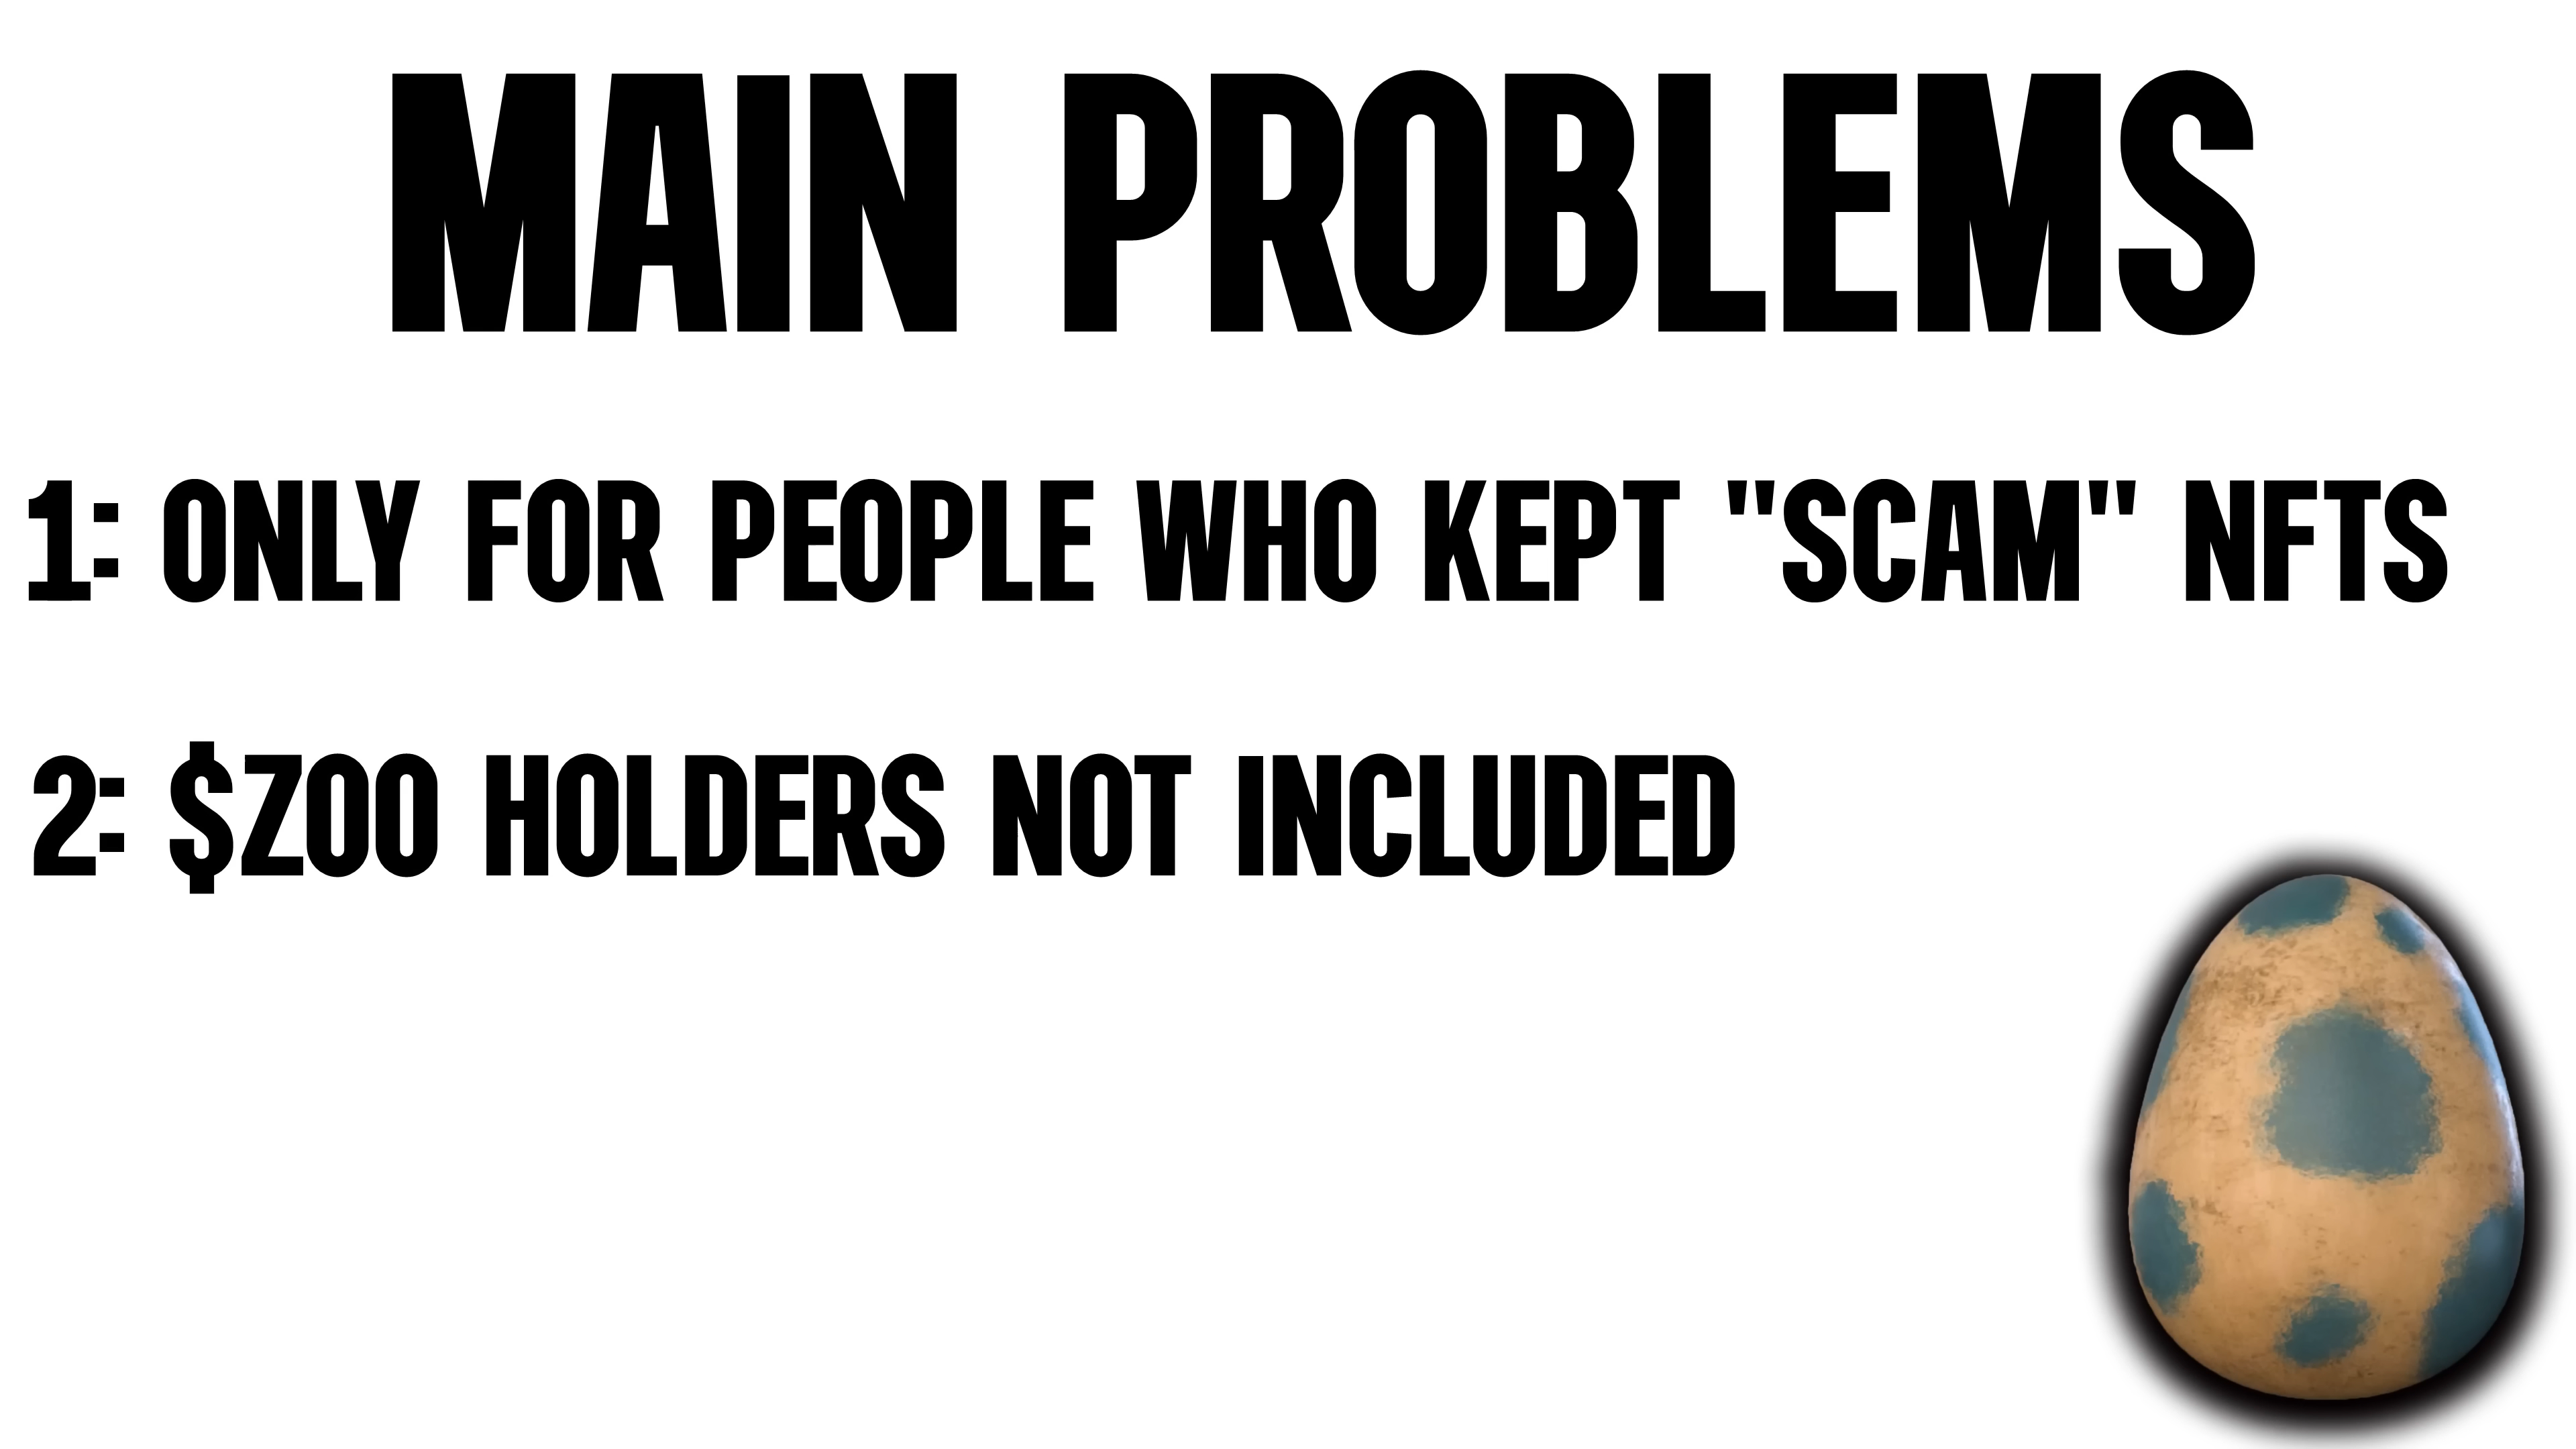 MAIN PROBLEMS
1: ONLY FOR PEOPLE WHO KEPT "SCAM" NFTS
2: $ZOO HOLDERS NOT INCLUDED